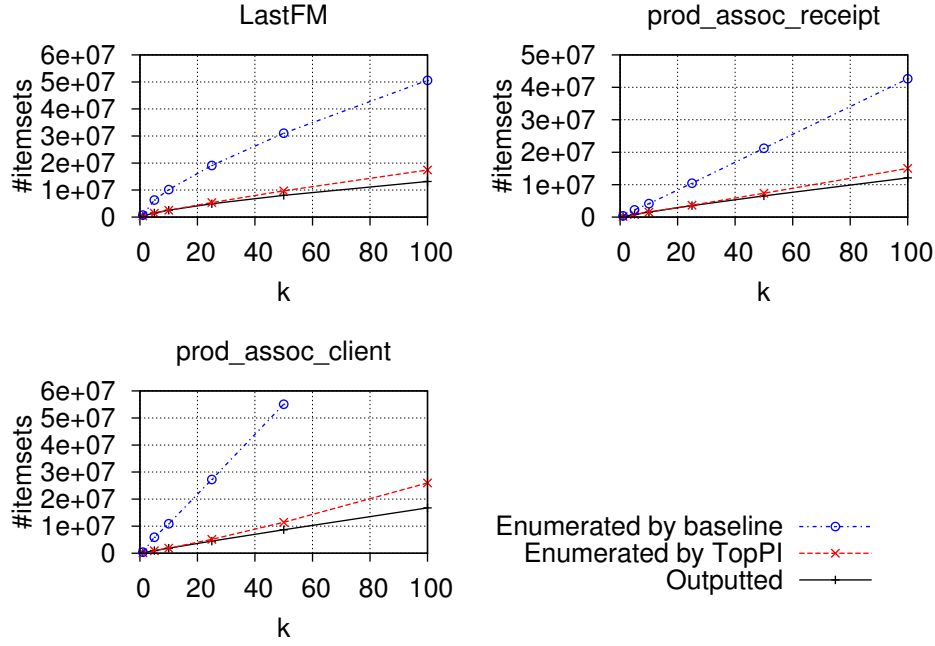 LastFM
#itemsets
6e+07
5e+07
4e+07
3e+07
2e+07
1e+07
0
0 20 40 60 80 100
k
prod_assoc_receipt
#itemsets
5e+07
4e+07
3e+07
2e+07
1e+07
0
0 20 40 60 80 100
k
prod_assoc_client
#itemsets
6e+07
5e+07
4e+07
3e+07
2e+07
1e+07
0
0 20 40 60 80 100
k
Enumerated by baseline
Enumerated by TopPI
Outputted